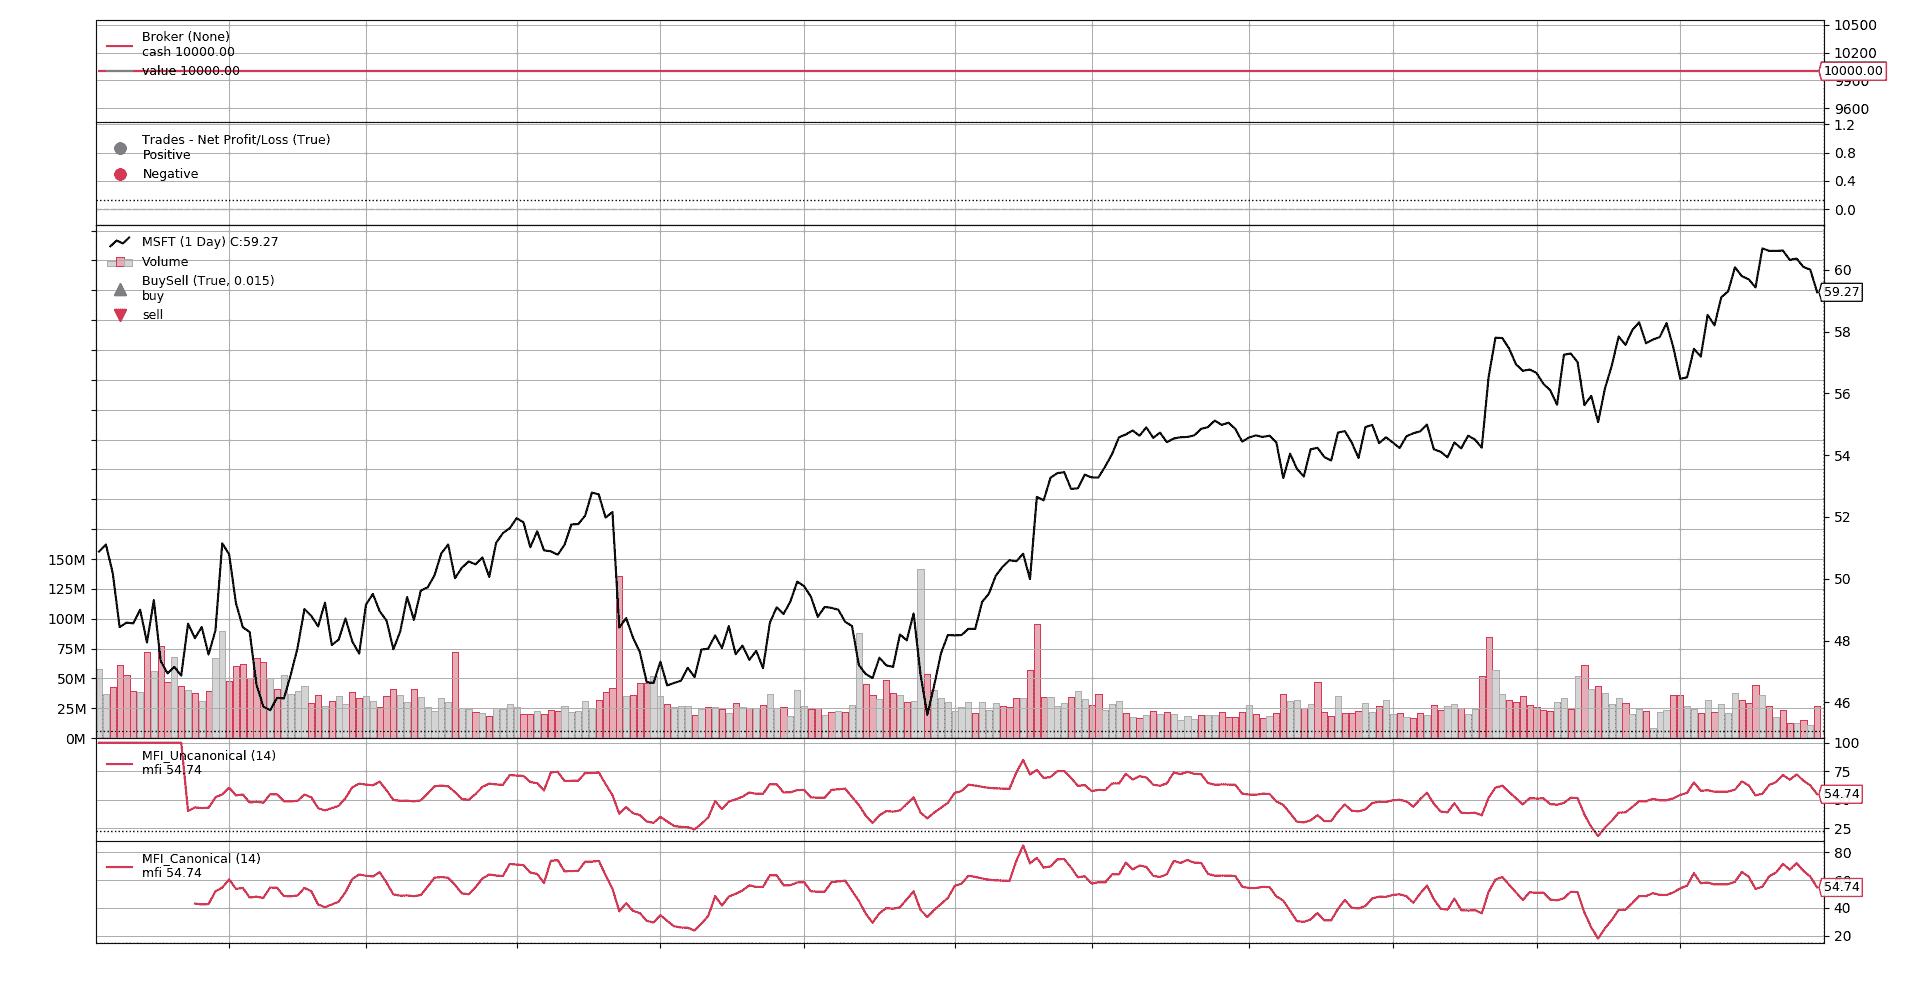 Broker (None)
cash 10000.00
value 10000.00
10500
10200
10000.00
9900
9600
Trades - Net Profit/Loss (True)
Positive
Negative
1.2
0.8
0.4
0.0
MSFT (1 Day) C:59.27
Volume
BuySell (True, 0.015)
buy
sell
60
59.27
58
56
54
52
50
48
46
150M
125M
100M
75M
50M
25M
0M
MFI_Uncanonical (14)
mfi 54.74
100
75
54.74
25
MFI_Canonical (14)
mfi 54.74
80
54.74
40
20